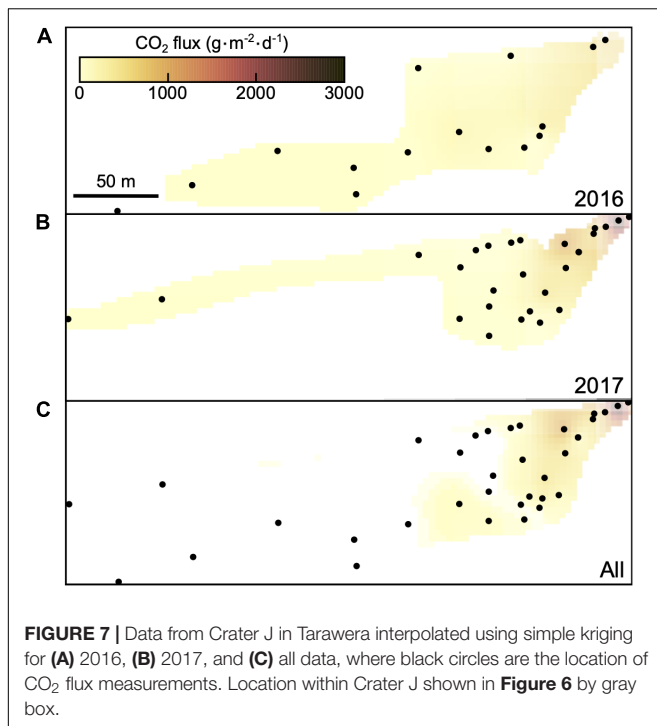 A
CO₂ flux (g·m⁻²·d⁻¹)
0 1000 2000 3000
50 m
2016
B
2017
C
All
FIGURE 7 | Data from Crater J in Tarawera interpolated using simple kriging
for (A) 2016, (B) 2017, and (C) all data, where black circles are the location of
CO₂ flux measurements. Location within Crater J shown in Figure 6 by gray
box.